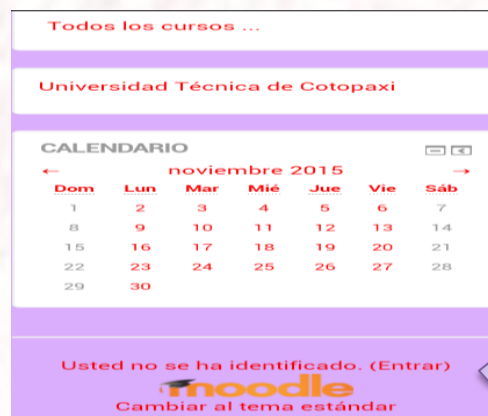 Todos los cursos ...
Universidad Técnica de Cotopaxi
CALENDARIO
← noviembre 2015 →
Dom Lun Mar Mié Jue Vie Sáb
1 2 3 4 5 6 7
8 9 10 11 12 13 14
15 16 17 18 19 20 21
22 23 24 25 26 27 28
29 30
Usted no se ha identificado. (Entrar)
moodle
Cambiar al tema estándar